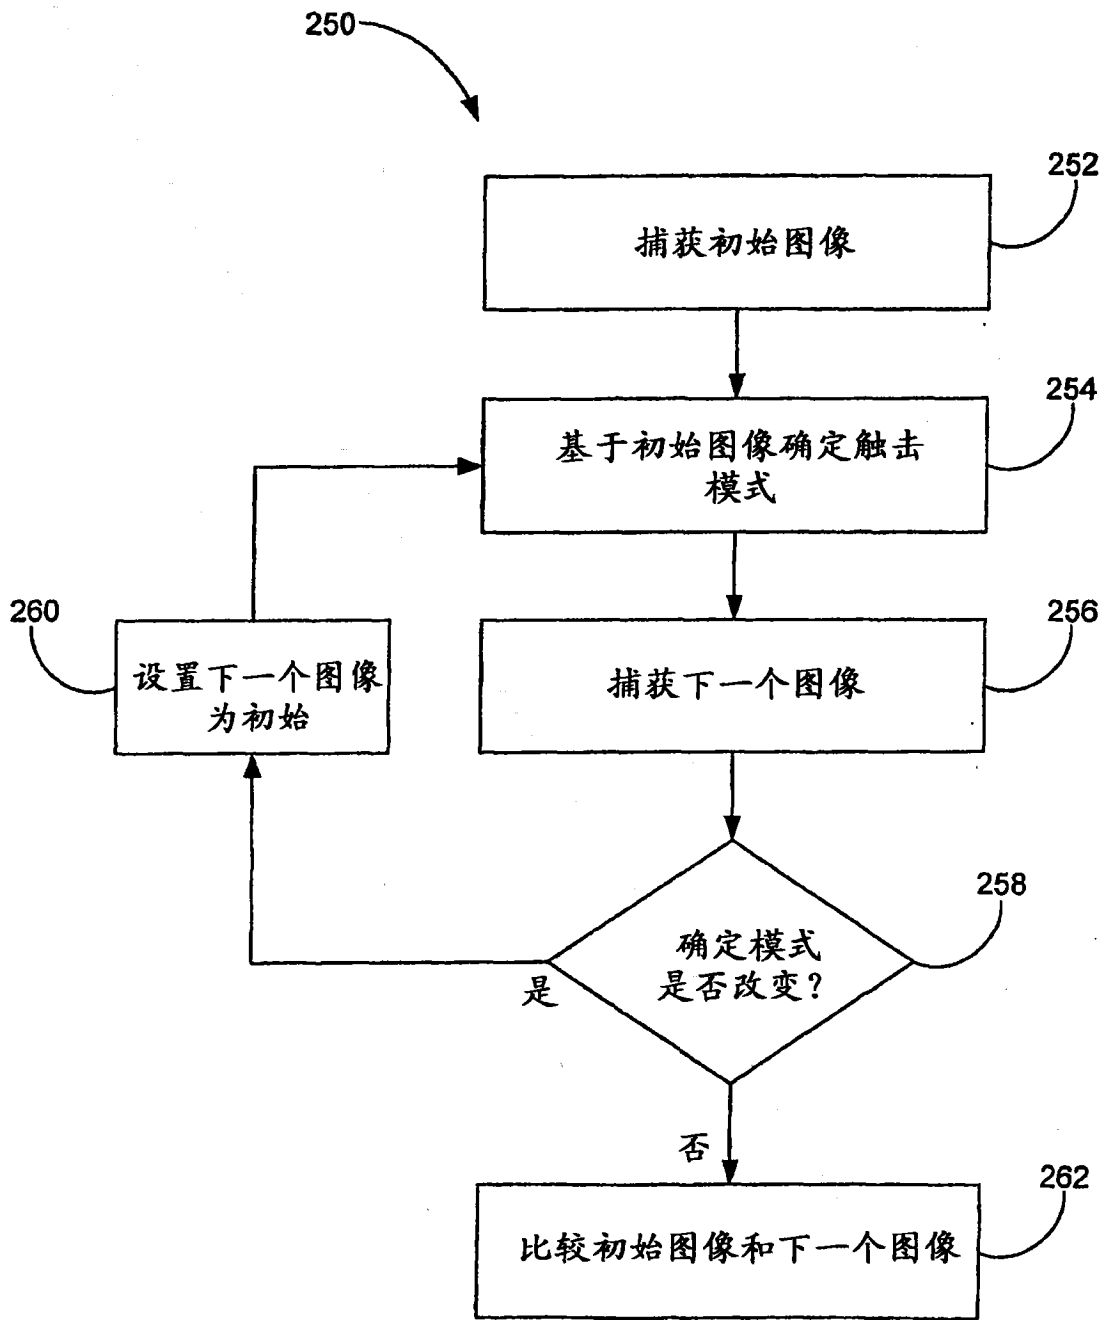 250
252
捕获初始图像
254
基于初始图像确定触击
模式
260
256
设置下一个图像
为初始
捕获下一个图像
258
确定模式
是否改变?
是
否
262
比较初始图像和下一个图像